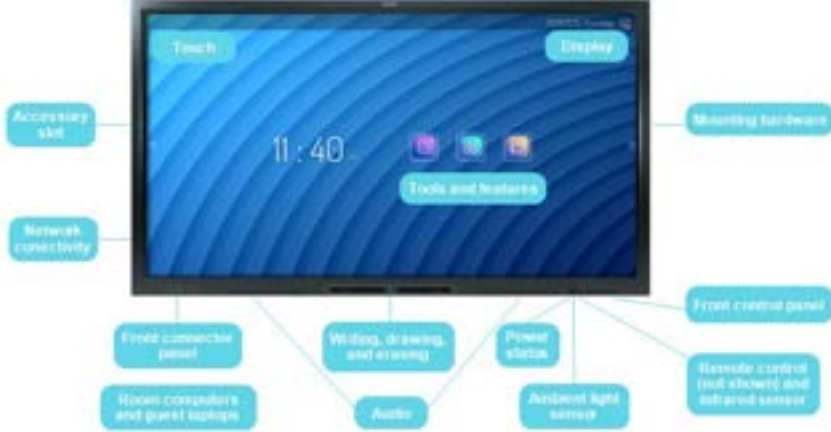 Touch
Display
Accessory
slot
Mounting hardware
11:40
Tools and features
Network
conectivity
Front control panel
Front connector
panel
Writing, drawing,
and erasing
Power
status
Remote control
(not shown) and
infrared sensor
Room computers
and guest laptops
Audio
Ambient light
sensor